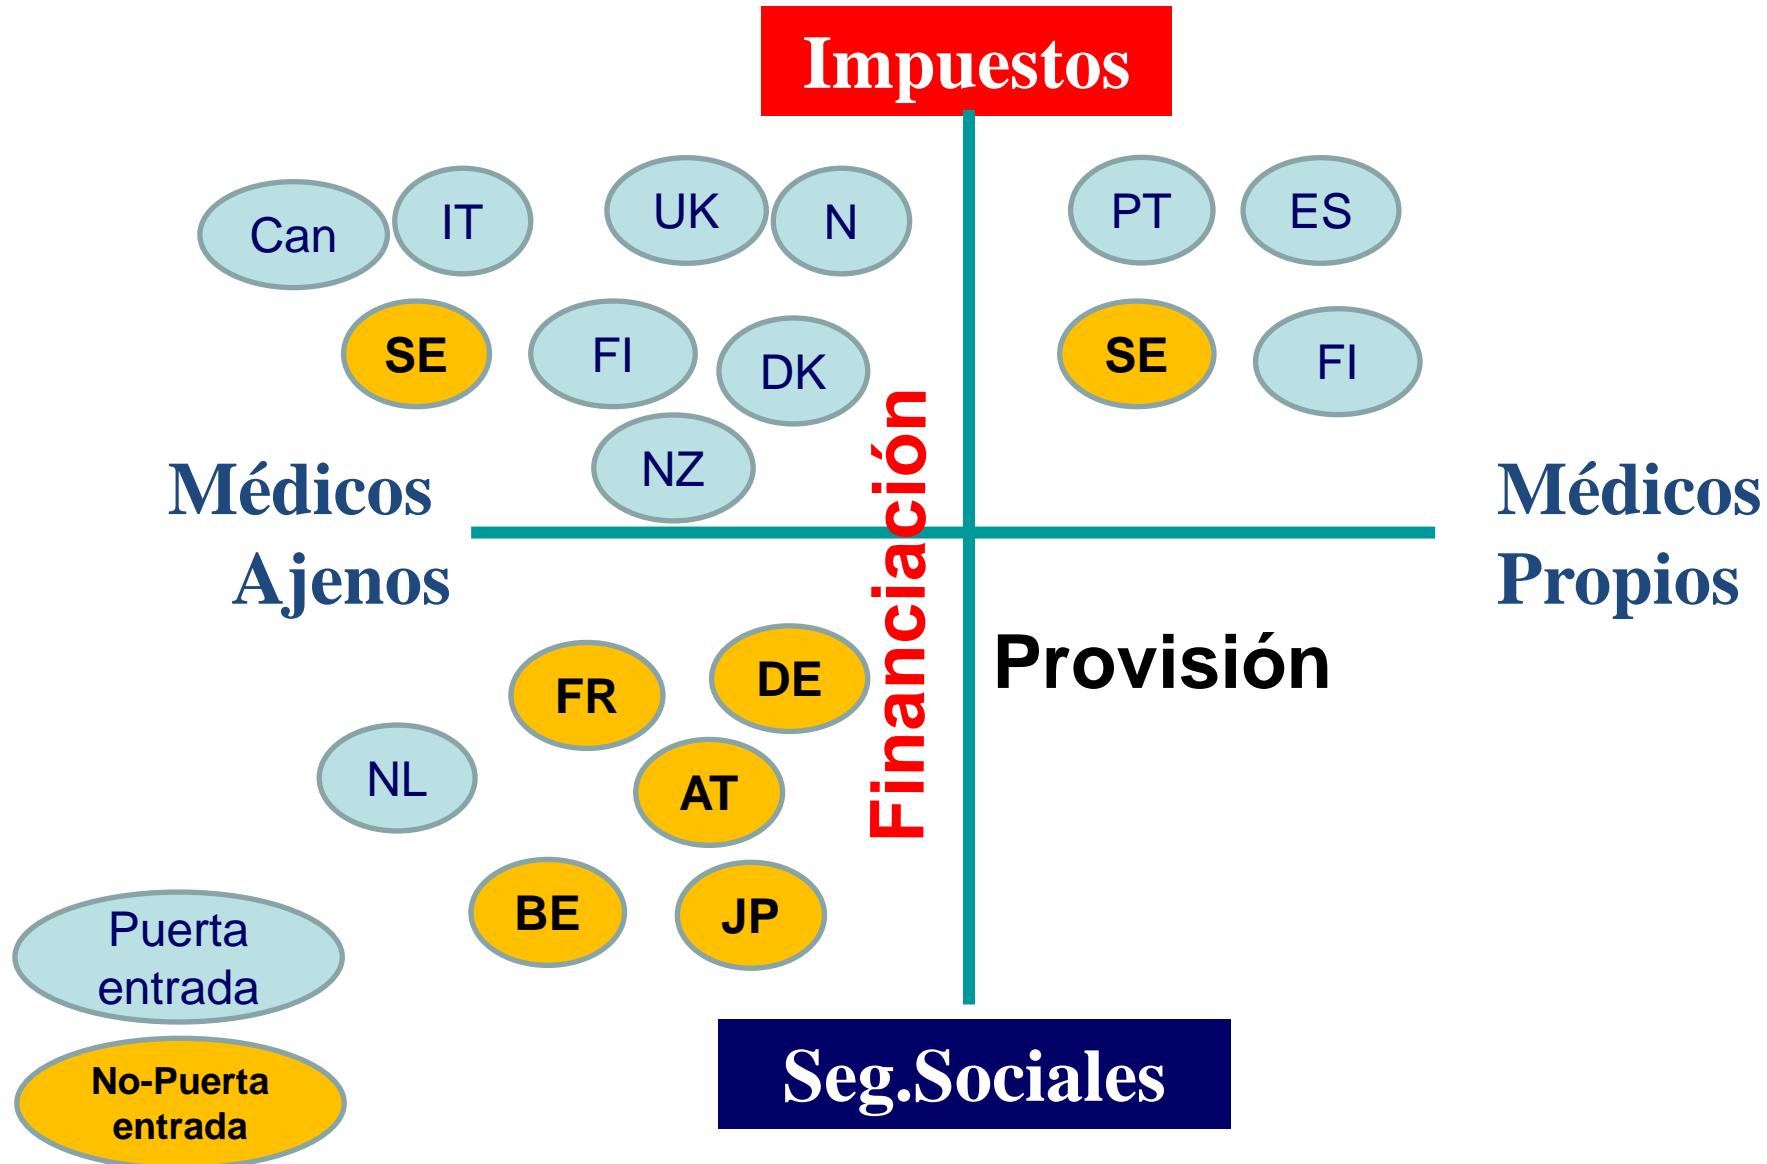 Impuestos
Can
IT
UK
N
PT
ES
SE
FI
DK
SE
FI
NZ
Médicos
Ajenos
Financiación
Médicos
Propios
Provisión
FR
DE
NL
AT
BE
JP
Puerta
entrada
No-Puerta
entrada
Seg.Sociales